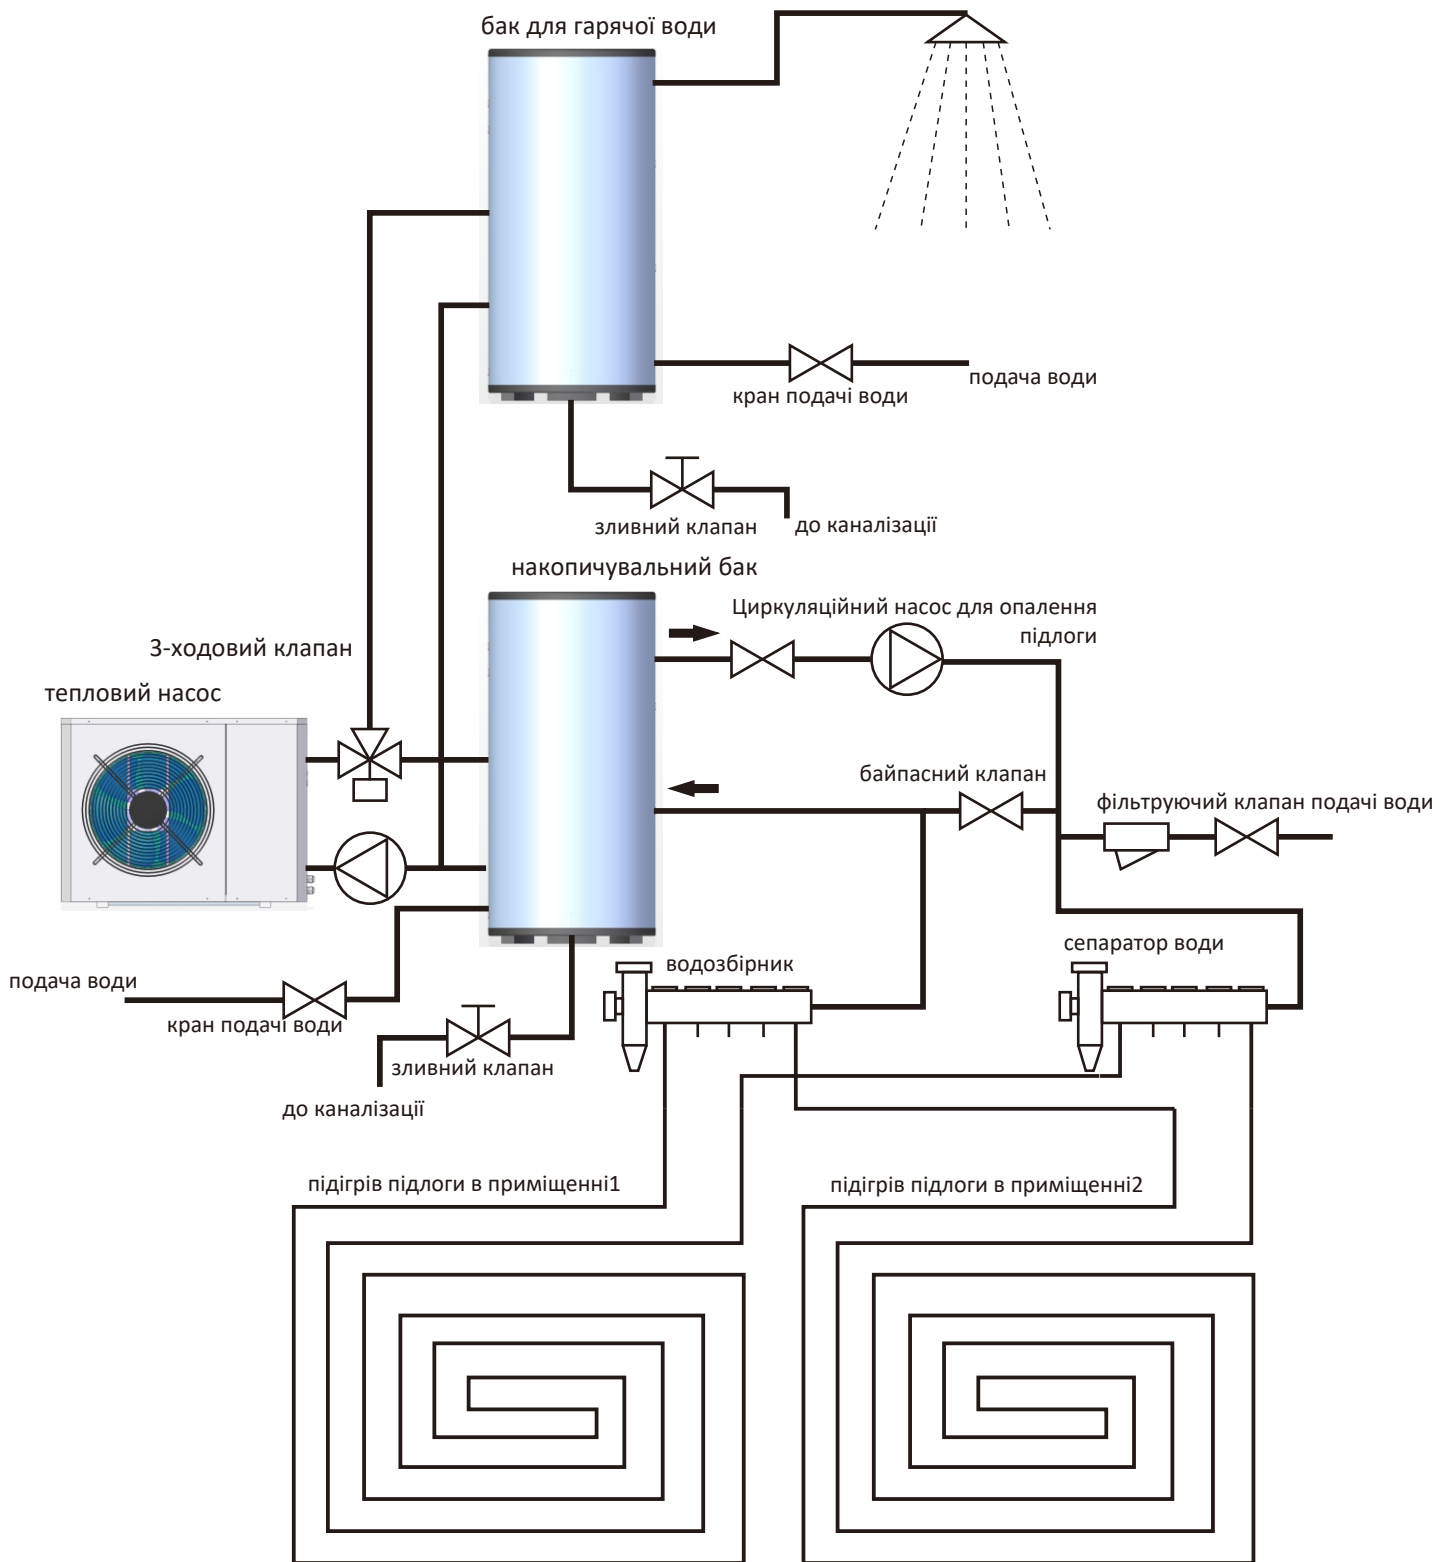 бак для гарячої води
подача води
кран подачі води
зливний клапан
до каналізації
накопичувальний бак
Циркуляційний насос для опалення
підлоги
3-ходовий клапан
тепловий насос
байпасний клапан
фільтруючий клапан подачі води
сепаратор води
водозбірник
подача води
кран подачі води
зливний клапан
до каналізації
підігрів підлоги в приміщенні1
підігрів підлоги в приміщенні2